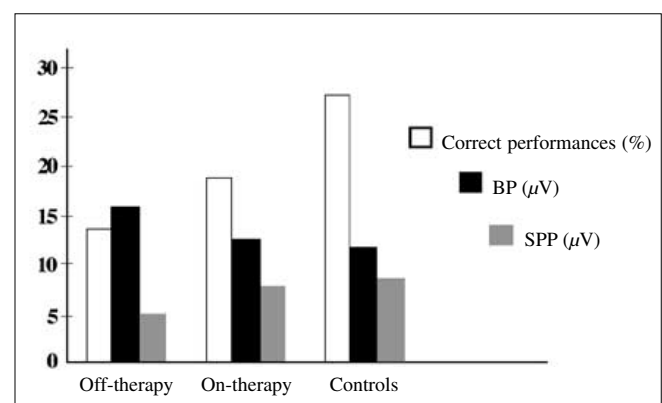 30
25
20
15
10
5
0
Correct performances (%)
BP (µV)
SPP (µV)
Off-therapy On-therapy Controls